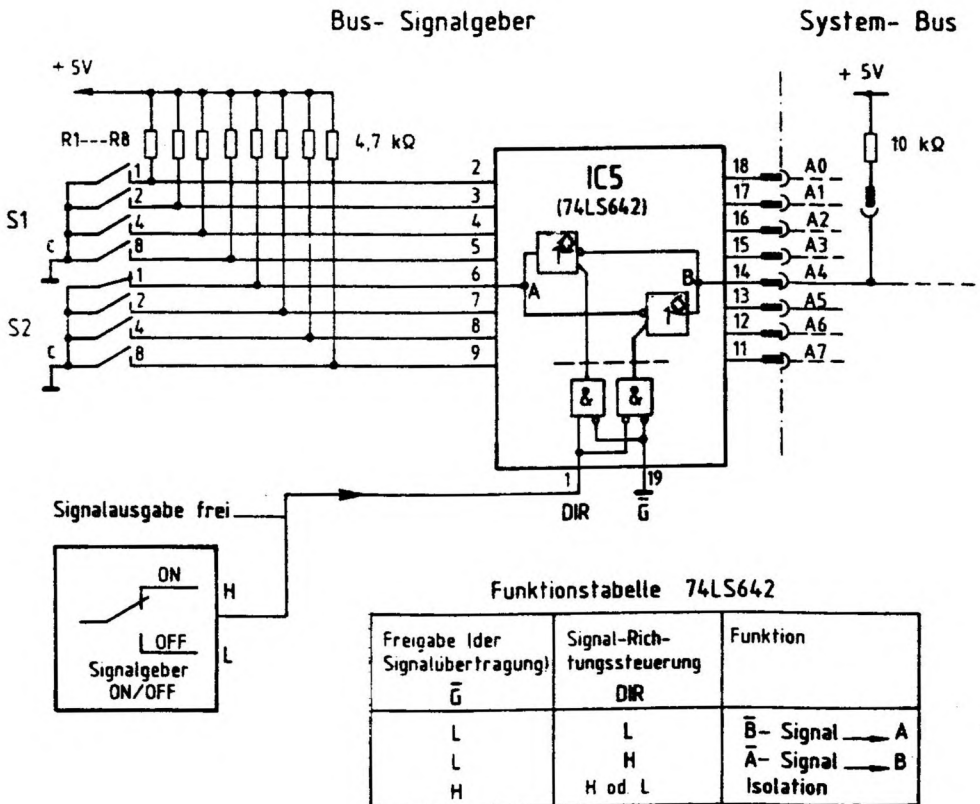 Bus- Signalgeber
System- Bus
+ 5V
+ 5V
R1---R8
4,7 kΩ
10 kΩ
S1
1
2
4
8
C
S2
1
2
4
8
C
2
3
4
5
6
7
8
9
IC5
(74LS642)
A
B
&
&
18
17
16
15
14
13
12
11
A0
A1
A2
A3
A4
A5
A6
A7
1
19
DIR
G̅
Signalausgabe frei
ON
H
OFF
L
Signalgeber
ON/OFF
Funktionstabelle 74LS642
Freigabe (der Signal-Rich- Funktion
Signalübertragung) tungssteuerung
G̅ DIR
L L B̅- Signal → A
L H A̅- Signal → B
H H od. L Isolation